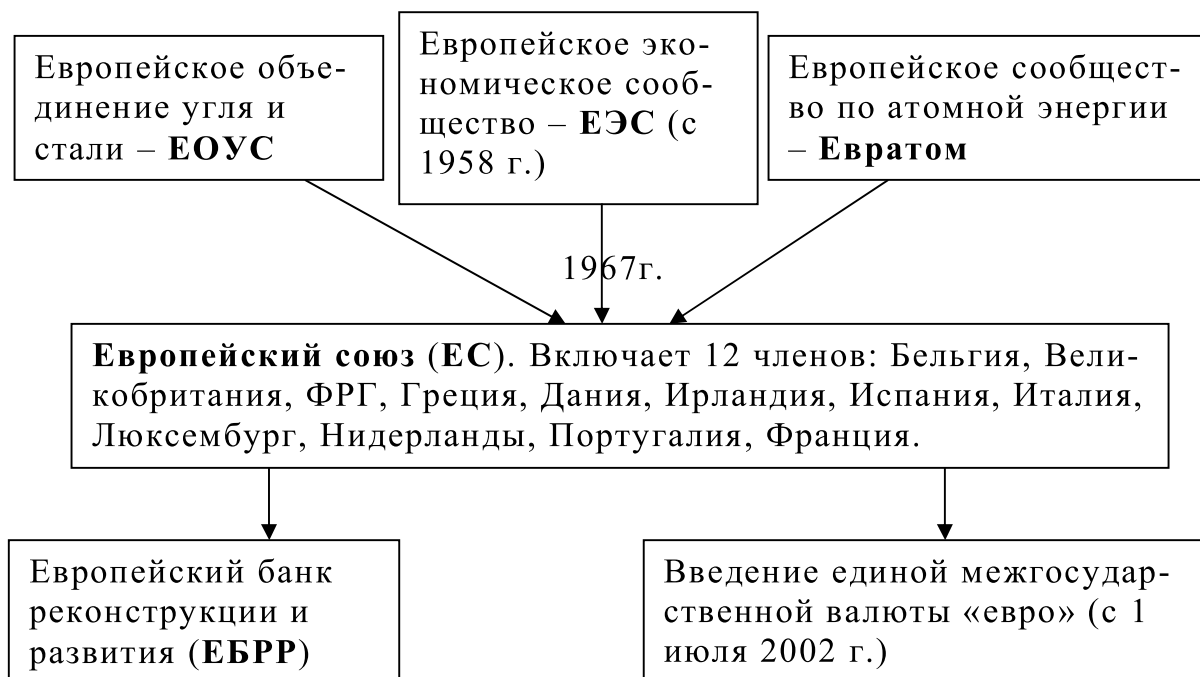 Европейское объе-
динение угля и
стали – ЕОУС
Европейское эко-
номическое сооб-
щество – ЕЭС (с
1958 г.)
Европейское сообщест-
во по атомной энергии
– Евратом
1967г.
Европейский союз (ЕС). Включает 12 членов: Бельгия, Вели-
кобритания, ФРГ, Греция, Дания, Ирландия, Испания, Италия,
Люксембург, Нидерланды, Португалия, Франция.
Европейский банк
реконструкции и
развития (ЕБРР)
Введение единой межгосудар-
ственной валюты «евро» (с 1
июля 2002 г.)